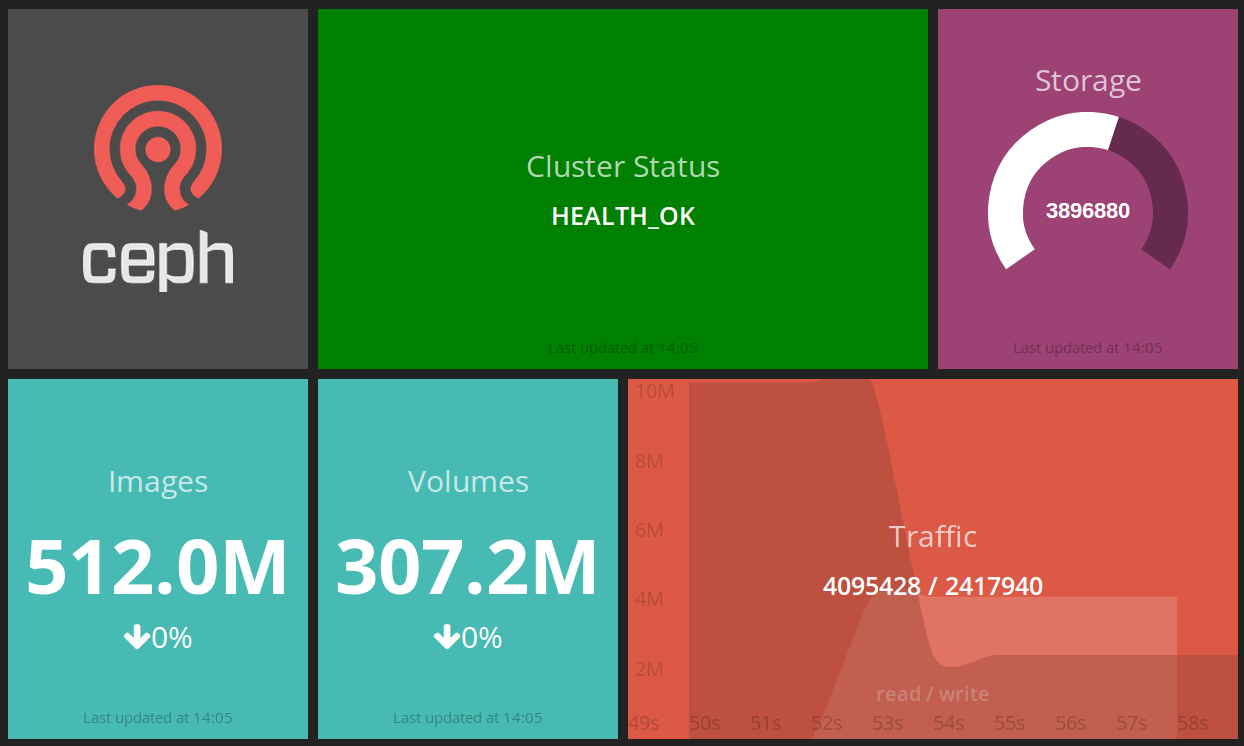 ceph
Cluster Status
HEALTH_OK
Last updated at 14:05
Storage
3896880
Last updated at 14:05
Images
512.0M
0%
Last updated at 14:05
Volumes
307.2M
0%
Last updated at 14:05
10M
8M
6M
4M
2M
Traffic
4095428 / 2417940
read / write
49s 50s 51s 52s 53s 54s 55s 56s 57s 58s